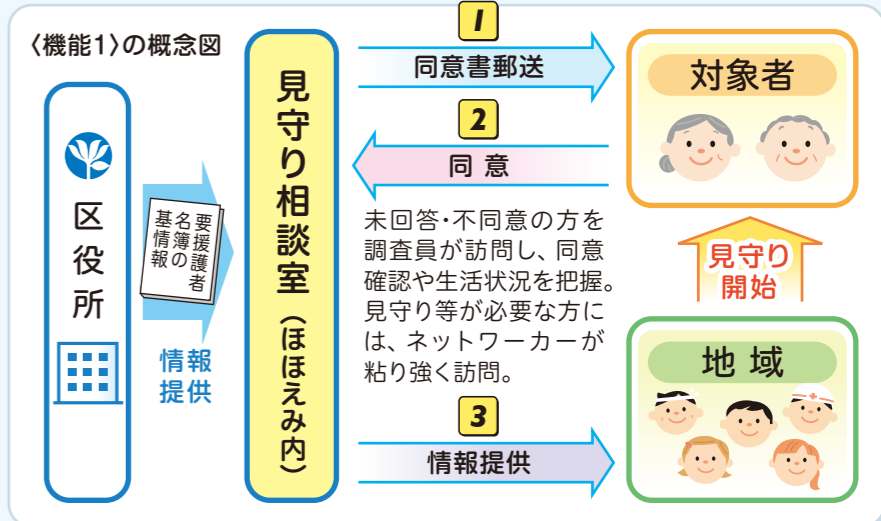 〈機能1〉の概念図
区役所
要援護者
名簿の
基情報
情報
提供
見守り相談室（ほほえみ内）
1
同意書郵送
2
同意
未回答・不同意の方を
調査員が訪問し、同意
確認や生活状況を把握。
見守り等が必要な方に
は、ネットワーカーが
粘り強く訪問。
3
情報提供
対象者
見守り
開始
地域